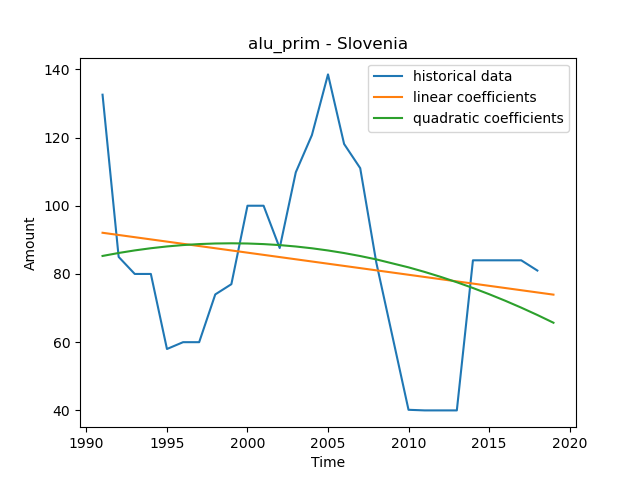 alu_prim - Slovenia
historical data
linear coefficients
quadratic coefficients
Amount
140
120
100
80
60
40
1990
1995
2000
2005
2010
2015
2020
Time